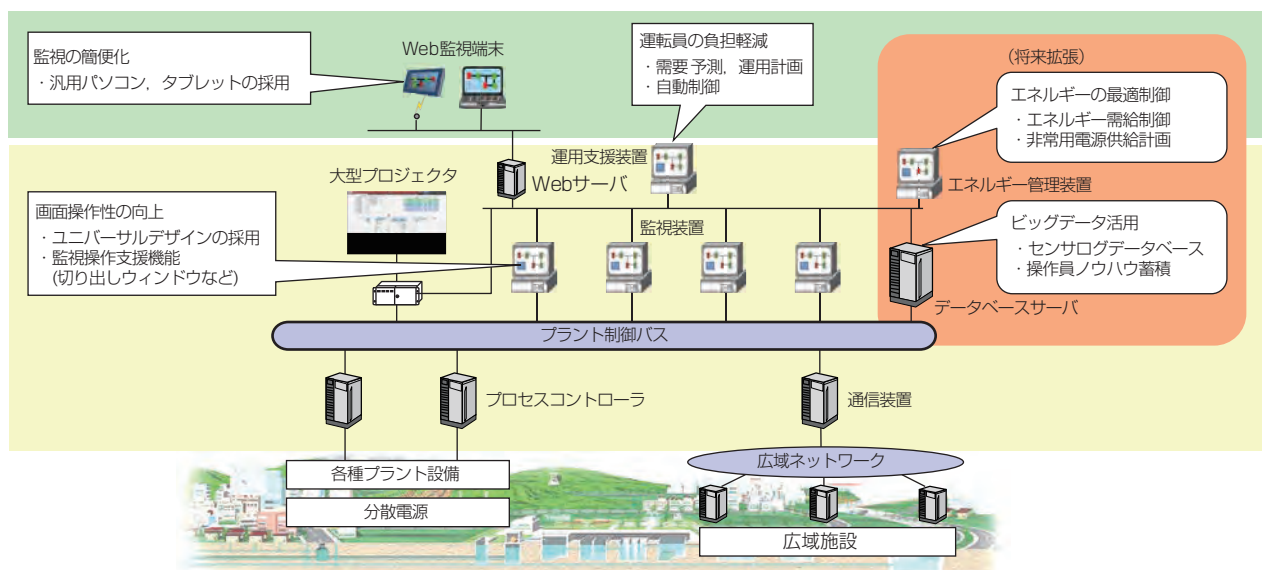 監視の簡便化
・汎用パソコン，タブレットの採用
Web監視端末
運転員の負担軽減
・需要予測，運用計画
・自動制御
（将来拡張）
エネルギーの最適制御
・エネルギー需給制御
・非常用電源供給計画
運用支援装置
Webサーバ
大型プロジェクタ
エネルギー管理装置
画面操作性の向上
・ユニバーサルデザインの採用
・監視操作支援機能
(切り出しウィンドウなど)
監視装置
ビッグデータ活用
・センサログデータベース
・操作員ノウハウ蓄積
データベースサーバ
プラント制御バス
プロセスコントローラ
通信装置
各種プラント設備
広域ネットワーク
分散電源
広域施設